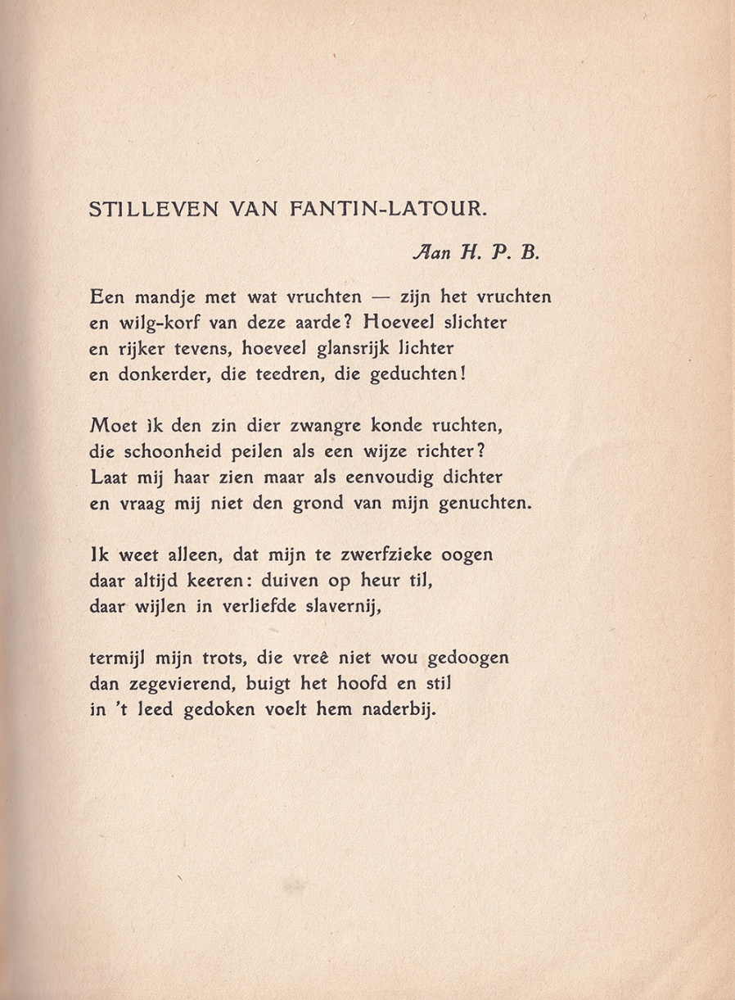 STILLEVEN VAN FANTIN-LATOUR.
Aan H. P. B.
Een mandje met wat vruchten — zijn het vruchten
en wilg-korf van deze aarde? Hoeveel slichter
en rijker tevens, hoeveel glansrijk lichter
en donkerder, die teedren, die geduchten!
Moet ìk den zin dier zwangre konde ruchten,
die schoonheid peilen als een wijze richter?
Laat mij haar zien maar als eenvoudig dichter
en vraag mij niet den grond van mijn genuchten.
Ik weet alleen, dat mijn te zwerfzieke oogen
daar altijd keeren: duiven op heur til,
daar wijlen in verliefde slavernij,
termijl mijn trots, die vreê niet wou gedoogen
dan zegevierend, buigt het hoofd en stil
in 't leed gedoken voelt hem naderbij.